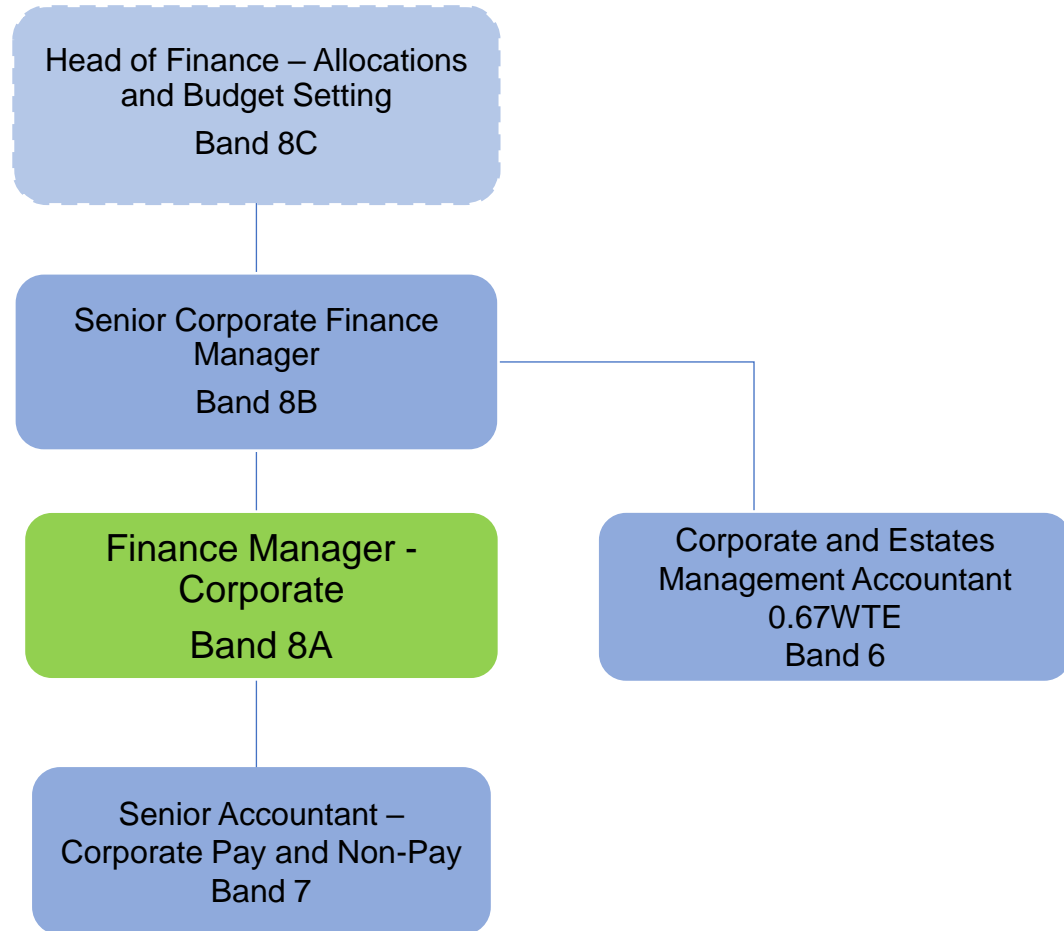 Head of Finance – Allocations
and Budget Setting
Band 8C
Senior Corporate Finance
Manager
Band 8B
Finance Manager -
Corporate
Band 8A
Corporate and Estates
Management Accountant
0.67WTE
Band 6
Senior Accountant –
Corporate Pay and Non-Pay
Band 7